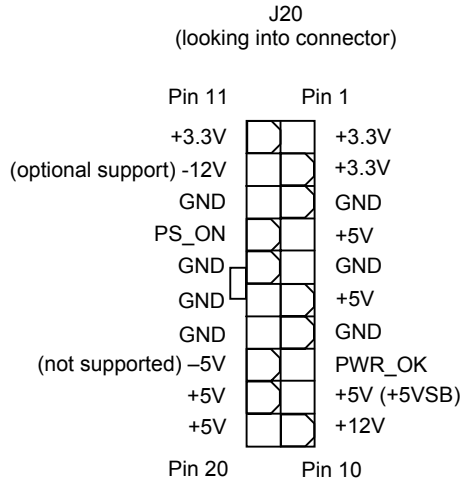 J20
(looking into connector)
Pin 11 Pin 1
+3.3V +3.3V
(optional support) -12V +3.3V
GND GND
PS_ON +5V
GND GND
GND +5V
GND GND
(not supported) –5V PWR_OK
+5V +5V (+5VSB)
+5V +12V
Pin 20 Pin 10